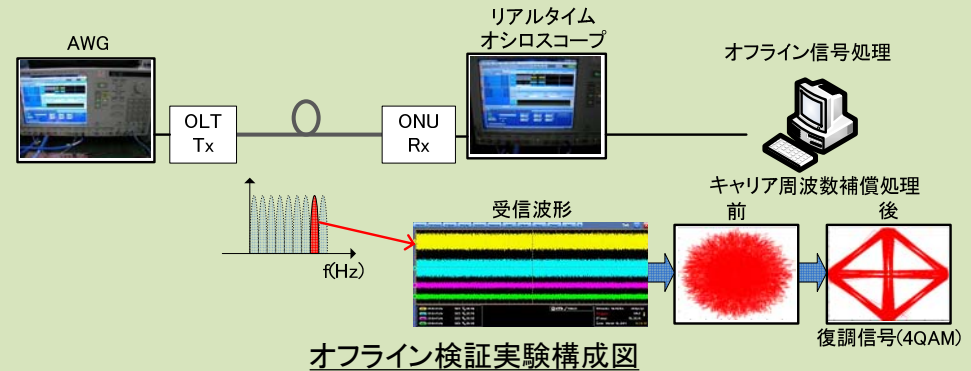 AWG
リアルタイム
オシロスコープ
オフライン信号処理
OLT
Tx
ONU
Rx
キャリア周波数補償処理
前
後
受信波形
f(Hz)
復調信号(4QAM)
オフライン検証実験構成図